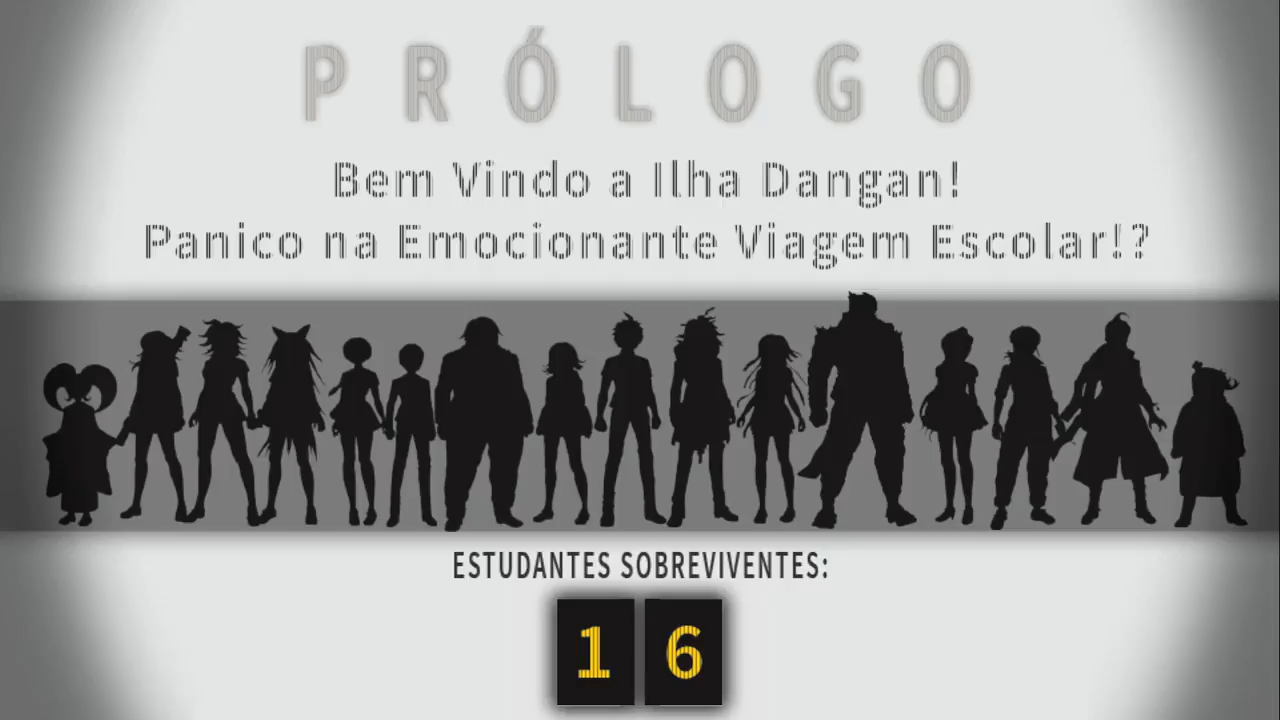 PRÓLOGO
Bem Vindo a Ilha Dangan!
Panico na Emocionante Viagem Escolar!?
ESTUDANTES SOBREVIVENTES:
16